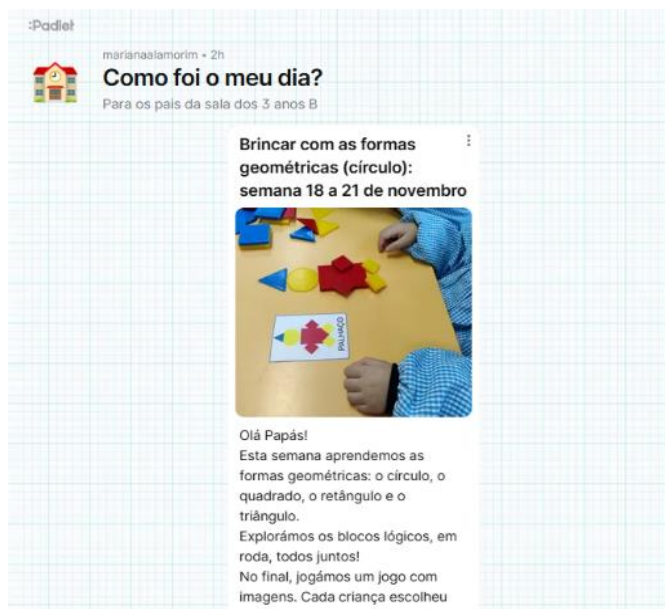 :Padlet
marianaalamorim • 2h
Como foi o meu dia?
Para os pais da sala dos 3 anos B
Brincar com as formas
geométricas (círculo):
semana 18 a 21 de novembro
PALHAÇO
Olá Papás!
Esta semana aprendemos as
formas geométricas: o círculo, o
quadrado, o retângulo e o
triângulo.
Explorámos os blocos lógicos, em
roda, todos juntos!
No final, jogámos um jogo com
imagens. Cada criança escolheu